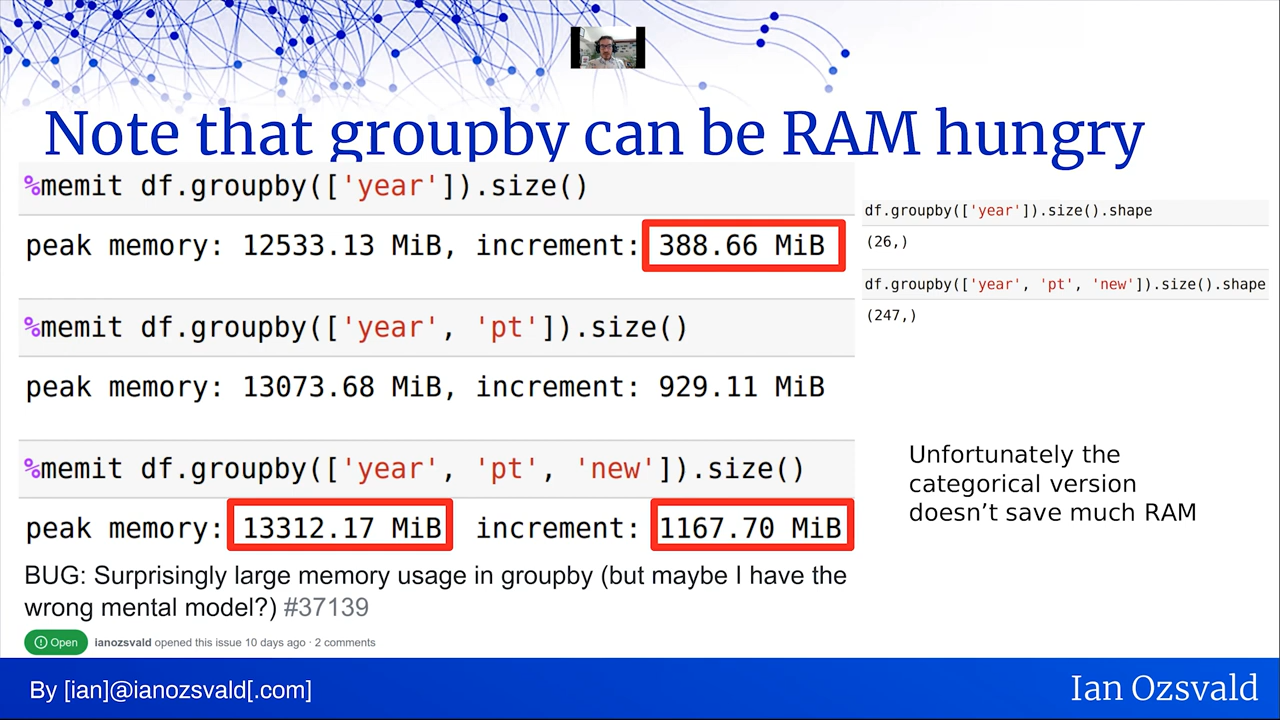 Note that groupby can be RAM hungry
%memit df.groupby(['year']).size()
peak memory: 12533.13 MiB, increment: 388.66 MiB
%memit df.groupby(['year', 'pt']).size()
peak memory: 13073.68 MiB, increment: 929.11 MiB
%memit df.groupby(['year', 'pt', 'new']).size()
peak memory: 13312.17 MiB increment: 1167.70 MiB
BUG: Surprisingly large memory usage in groupby (but maybe I have the
wrong mental model?) #37139
Open ianozsvald opened this issue 10 days ago · 2 comments
df.groupby(['year']).size().shape
(26,)
df.groupby(['year', 'pt', 'new']).size().shape
(247,)
Unfortunately the
categorical version
doesn't save much RAM
By [ian]@ianozsvald[.com]
Ian Ozsvald